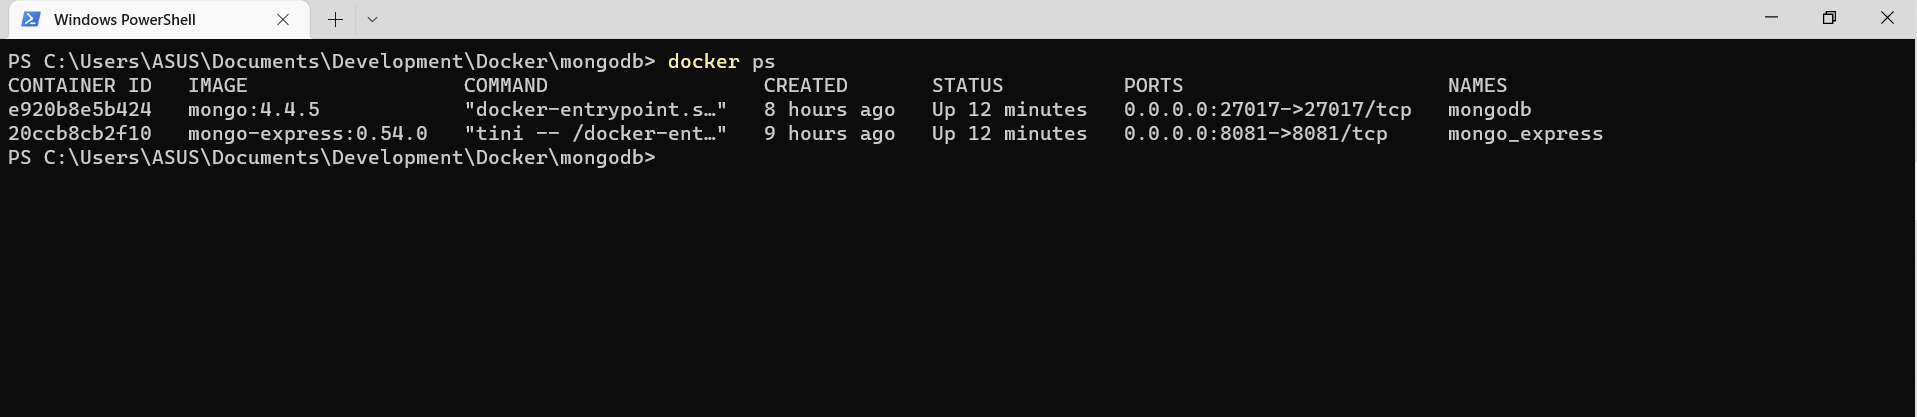 Windows PowerShell
PS C:\Users\ASUS\Documents\Development\Docker\mongodb> docker ps
CONTAINER ID   IMAGE                  COMMAND                  CREATED       STATUS          PORTS                      NAMES
e920b8e5b424   mongo:4.4.5            "docker-entrypoint.s…"   8 hours ago   Up 12 minutes   0.0.0.0:27017->27017/tcp   mongodb
20ccb8cb2f10   mongo-express:0.54.0   "tini -- /docker-ent…"   9 hours ago   Up 12 minutes   0.0.0.0:8081->8081/tcp     mongo_express
PS C:\Users\ASUS\Documents\Development\Docker\mongodb>